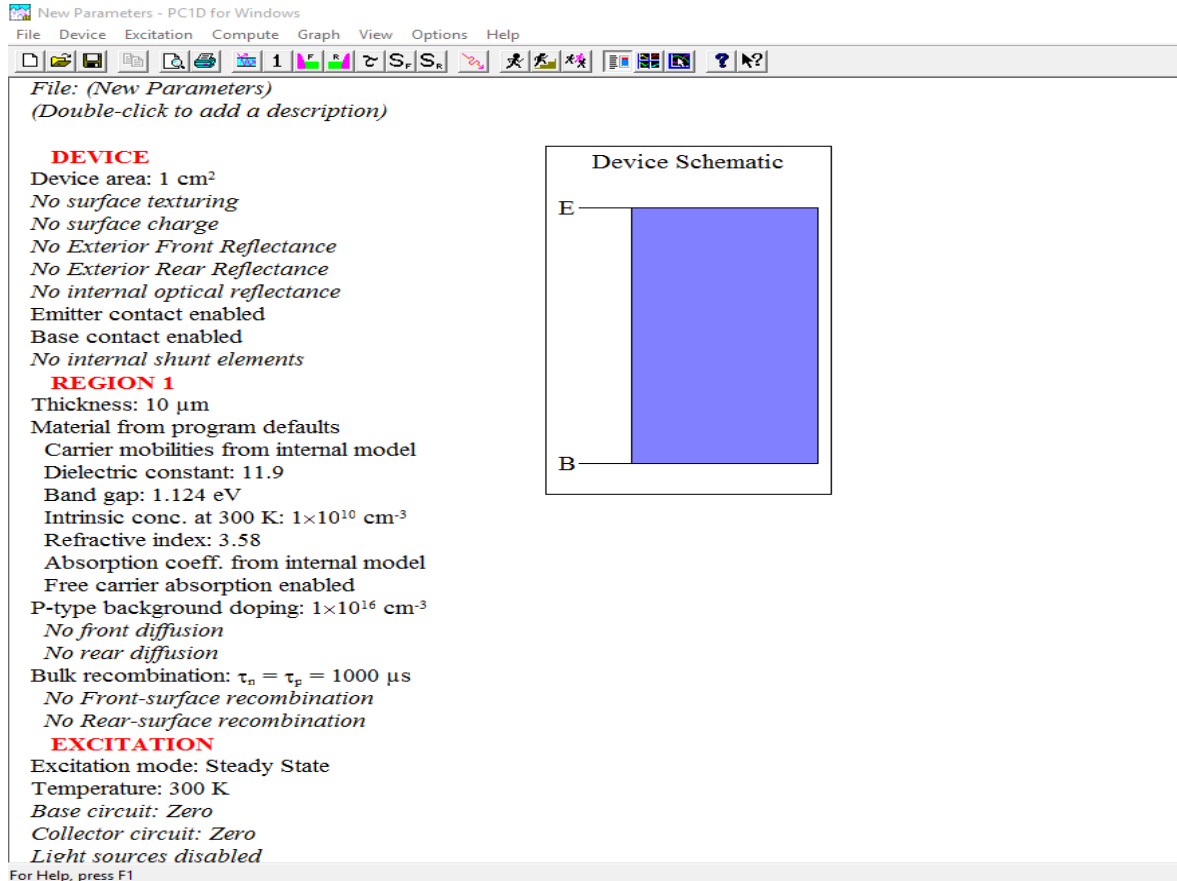 New Parameters - PC1D for Windows
File Device Excitation Compute Graph View Options Help
1 F R τ SF SR ? ?
File: (New Parameters)
(Double-click to add a description)
DEVICE
Device area: 1 cm²
No surface texturing
No surface charge
No Exterior Front Reflectance
No Exterior Rear Reflectance
No internal optical reflectance
Emitter contact enabled
Base contact enabled
No internal shunt elements
REGION 1
Thickness: 10 µm
Material from program defaults
Carrier mobilities from internal model
Dielectric constant: 11.9
Band gap: 1.124 eV
Intrinsic conc. at 300 K: 1×10¹⁰ cm⁻³
Refractive index: 3.58
Absorption coeff. from internal model
Free carrier absorption enabled
P-type background doping: 1×10¹⁶ cm⁻³
No front diffusion
No rear diffusion
Bulk recombination: τₙ = τₚ = 1000 µs
No Front-surface recombination
No Rear-surface recombination
EXCITATION
Excitation mode: Steady State
Temperature: 300 K
Base circuit: Zero
Collector circuit: Zero
Light sources disabled
Device Schematic
E
B
For Help, press F1